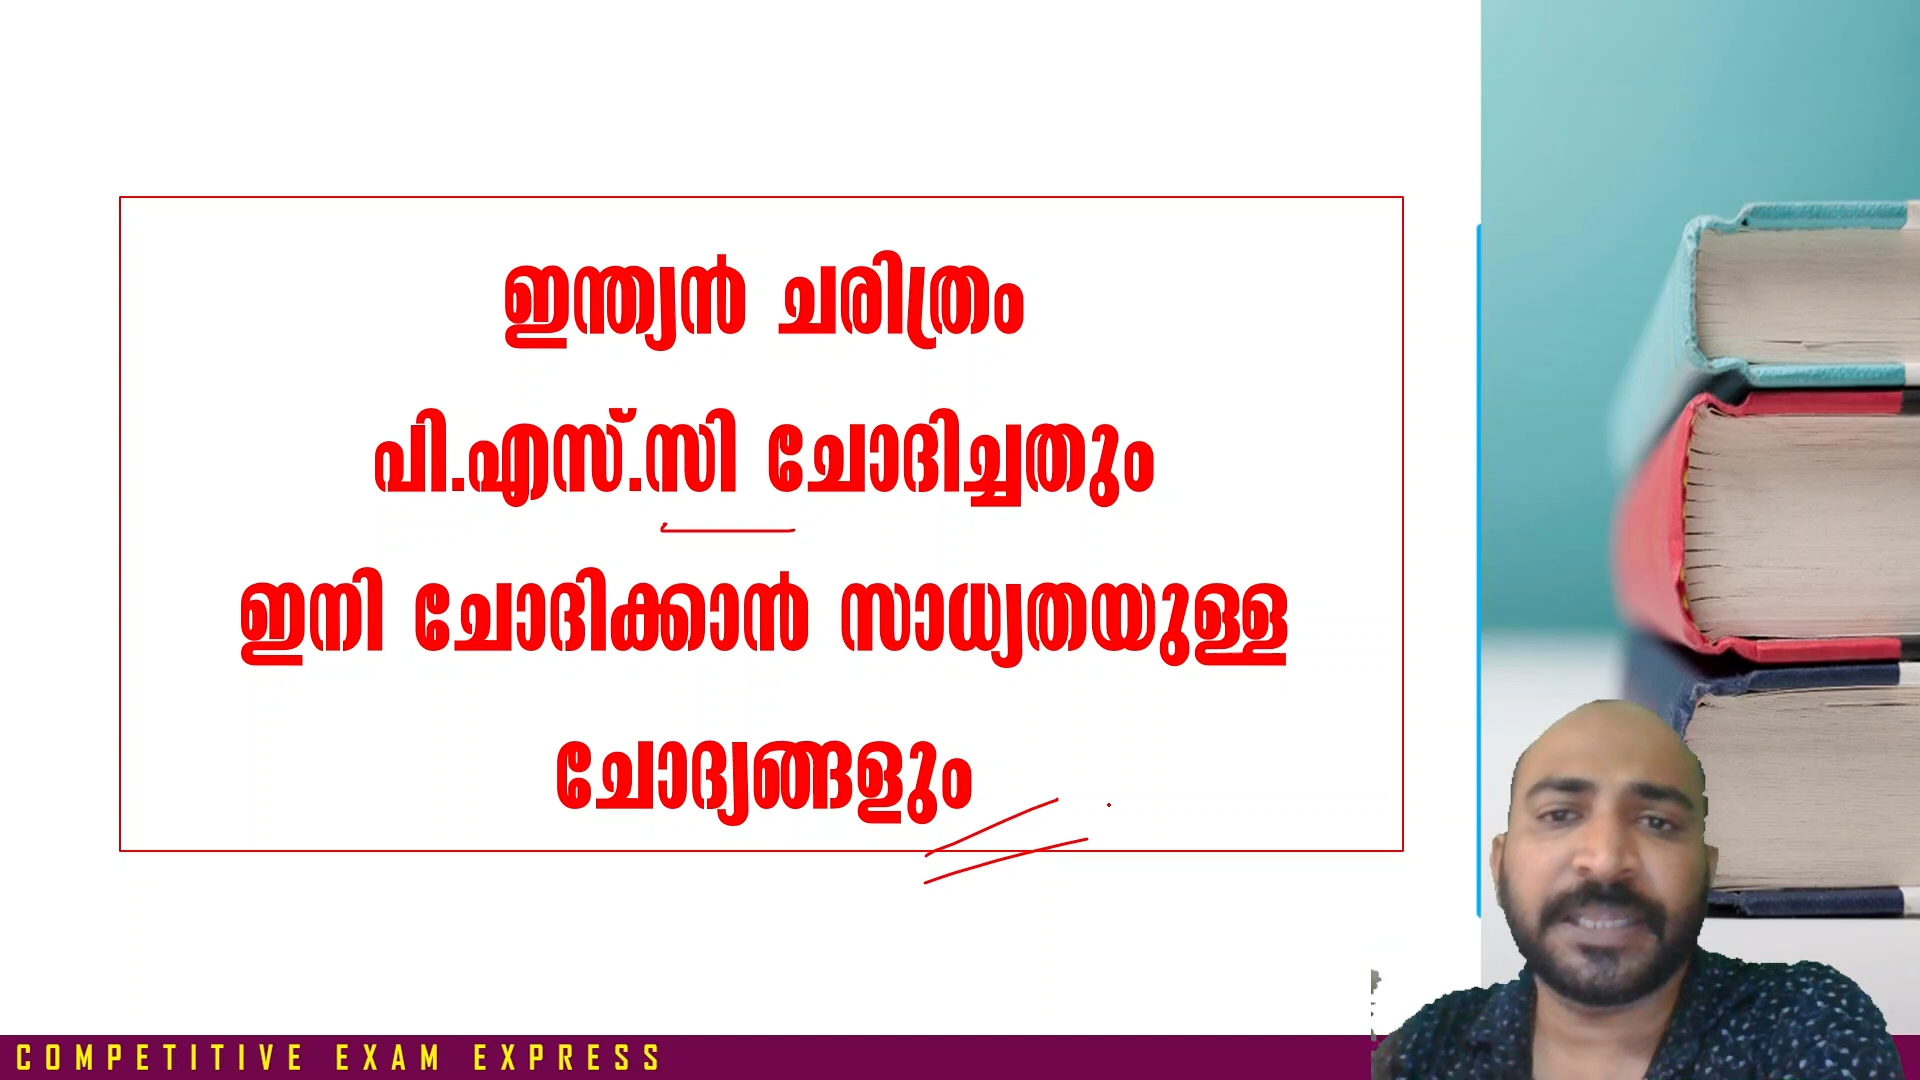 ഇന്ത്യൻ ചരിത്രം
പി.എസ്.സി ചോദിച്ചതും
ഇനി ചോദിക്കാൻ സാധ്യതയുള്ള
ചോദ്യങ്ങളും
COMPETITIVE EXAM EXPRESS